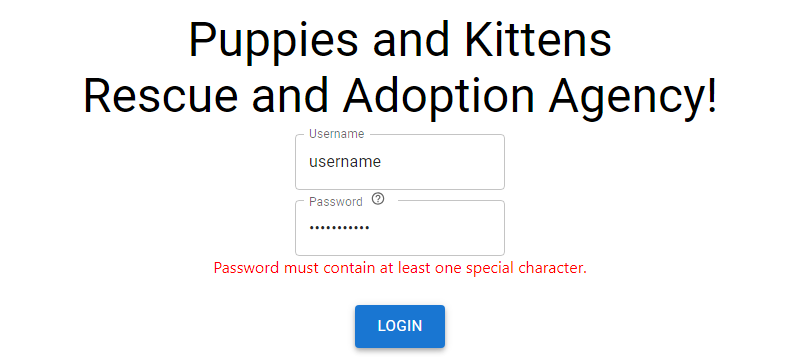 Puppies and Kittens
Rescue and Adoption Agency!
Username
username
Password
•••••••••••
Password must contain at least one special character.
LOGIN